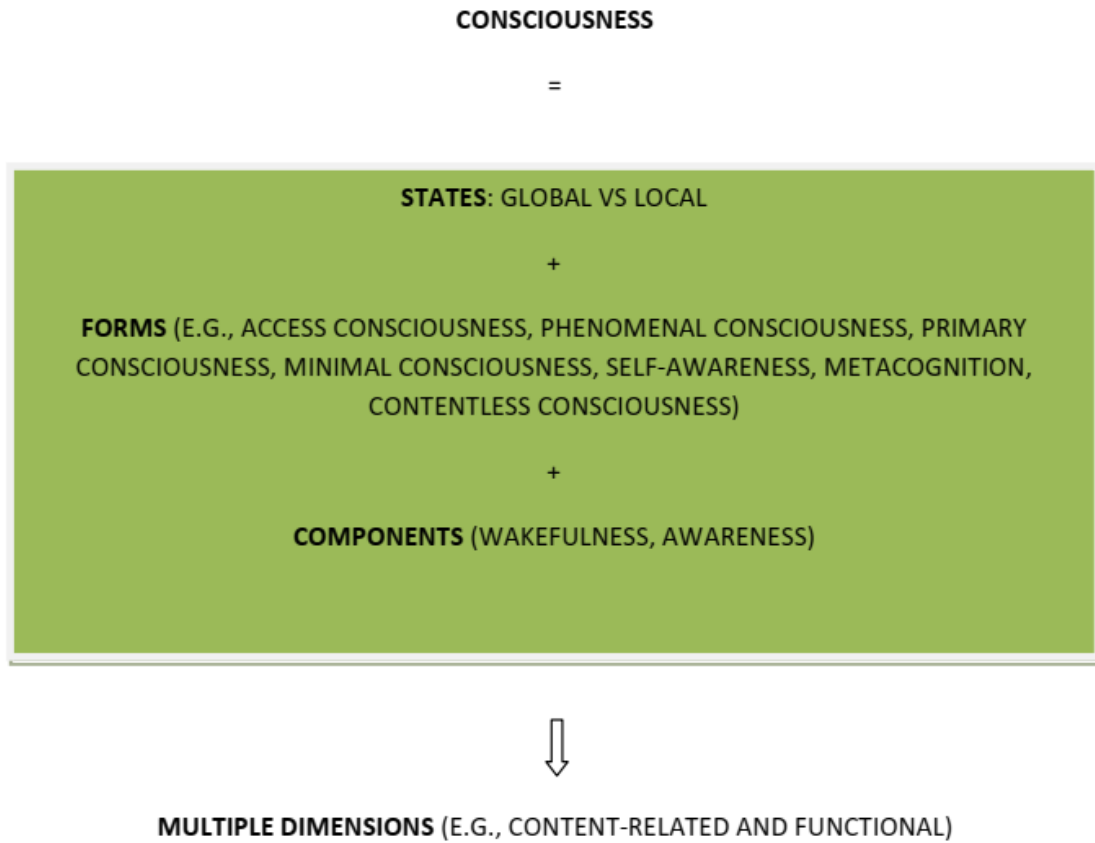 CONSCIOUSNESS
=
STATES: GLOBAL VS LOCAL
+
FORMS (E.G., ACCESS CONSCIOUSNESS, PHENOMENAL CONSCIOUSNESS, PRIMARY
CONSCIOUSNESS, MINIMAL CONSCIOUSNESS, SELF-AWARENESS, METACOGNITION,
CONTENTLESS CONSCIOUSNESS)
+
COMPONENTS (WAKEFULNESS, AWARENESS)
MULTIPLE DIMENSIONS (E.G., CONTENT-RELATED AND FUNCTIONAL)